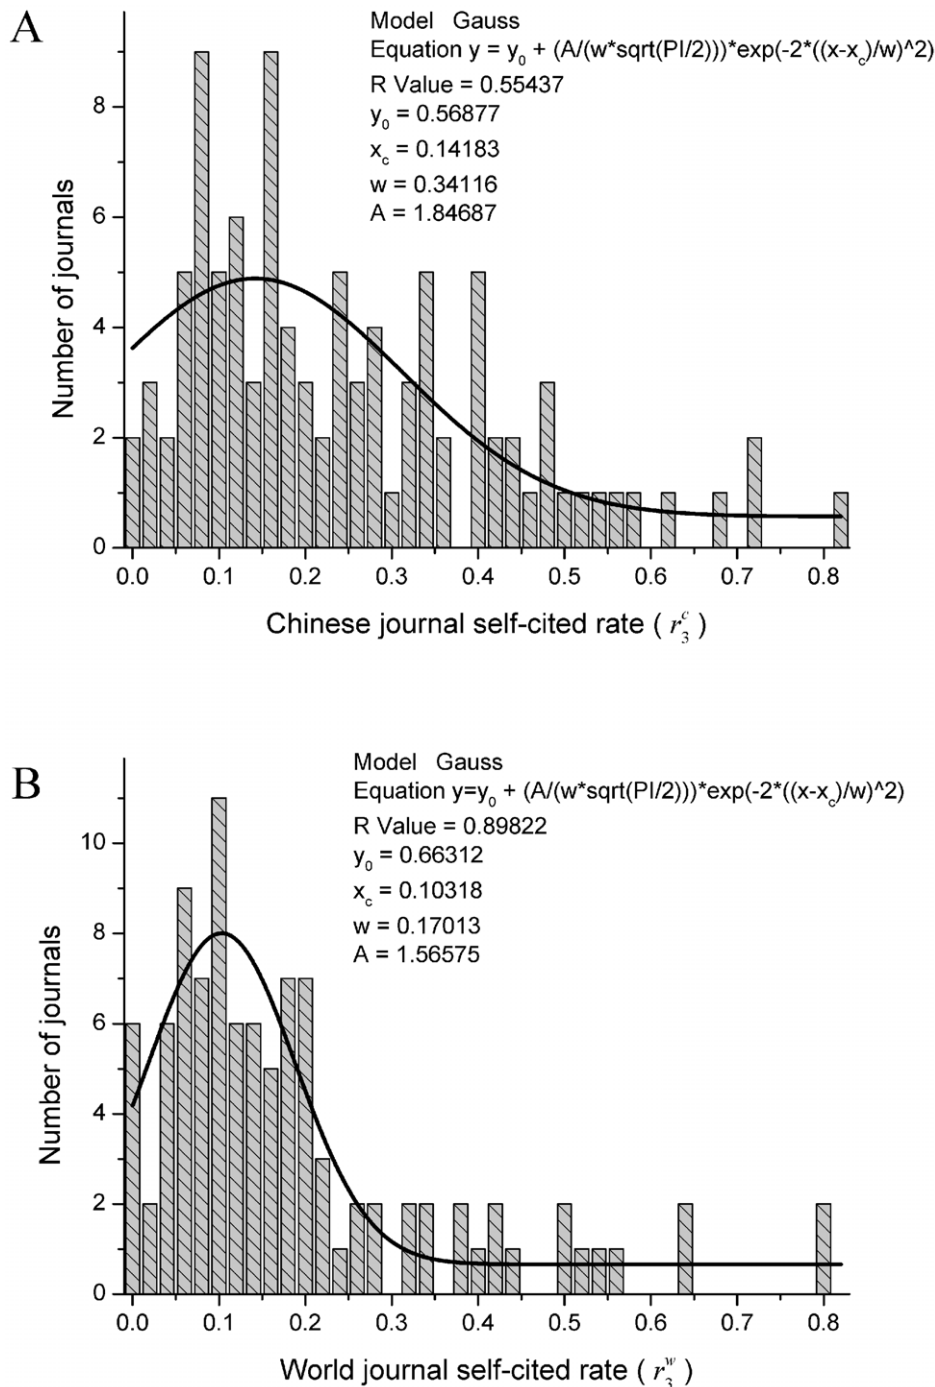 A
Model Gauss
Equation y = y0 + (A/(w*sqrt(PI/2)))*exp(-2*((x-xc)/w)^2)
R Value = 0.55437
y0 = 0.56877
xc = 0.14183
w = 0.34116
A = 1.84687
Number of journals
8
6
4
2
0
0.0 0.1 0.2 0.3 0.4 0.5 0.6 0.7 0.8
Chinese journal self-cited rate ( r3c )
B
Model Gauss
Equation y=y0 + (A/(w*sqrt(PI/2)))*exp(-2*((x-xc)/w)^2)
R Value = 0.89822
y0 = 0.66312
xc = 0.10318
w = 0.17013
A = 1.56575
Number of journals
10
8
6
4
2
0
0.0 0.1 0.2 0.3 0.4 0.5 0.6 0.7 0.8
World journal self-cited rate ( r3w )